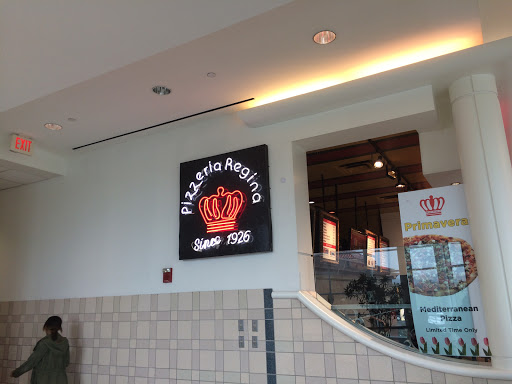 EXIT
Pizzeria Regina
Since 1926
Primavera
Mediterranean
Pizza
Limited Time Only